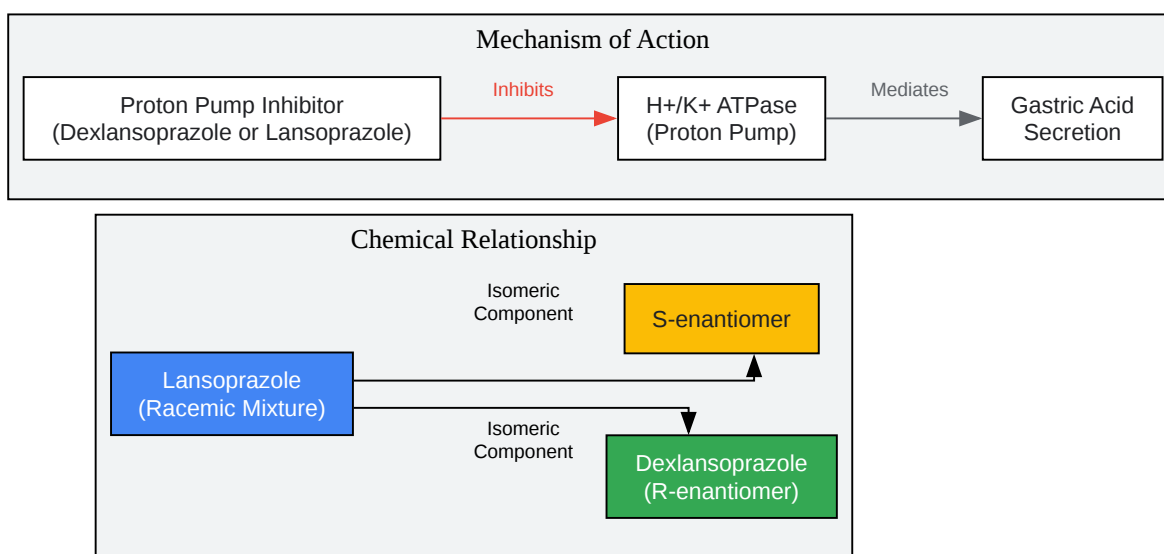 Mechanism of Action
Proton Pump Inhibitor
(Dexlansoprazole or Lansoprazole)
Inhibits
H+/K+ ATPase
(Proton Pump)
Mediates
Gastric Acid
Secretion
Chemical Relationship
Isomeric
Component
S-enantiomer
Lansoprazole
(Racemic Mixture)
Isomeric
Component
Dexlansoprazole
(R-enantiomer)